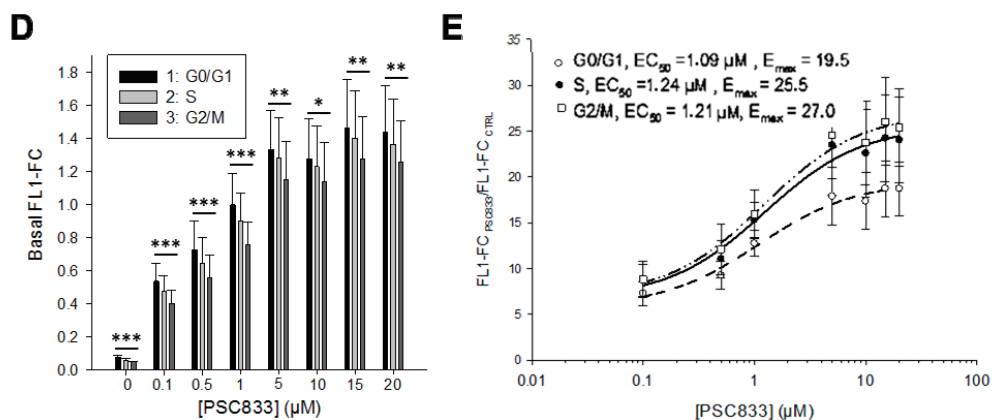 D
1: G0/G1
2: S
3: G2/M
Basal FL1-FC
1.8
1.6
1.4
1.2
1.0
0.8
0.6
0.4
0.2
0.0
***
***
***
***
**
*
**
**
0 0.1 0.5 1 5 10 15 20
[PSC833] (µM)
E
G0/G1, EC50 =1.09 µM, Emax = 19.5
S, EC50 =1.24 µM , Emax = 25.5
G2/M, EC50 = 1.21 µM, Emax = 27.0
FL1-FC PSC833/FL1-FC CTRL
35
30
25
20
15
10
5
0
0.01 0.1 1 10 100
[PSC833] (µM)